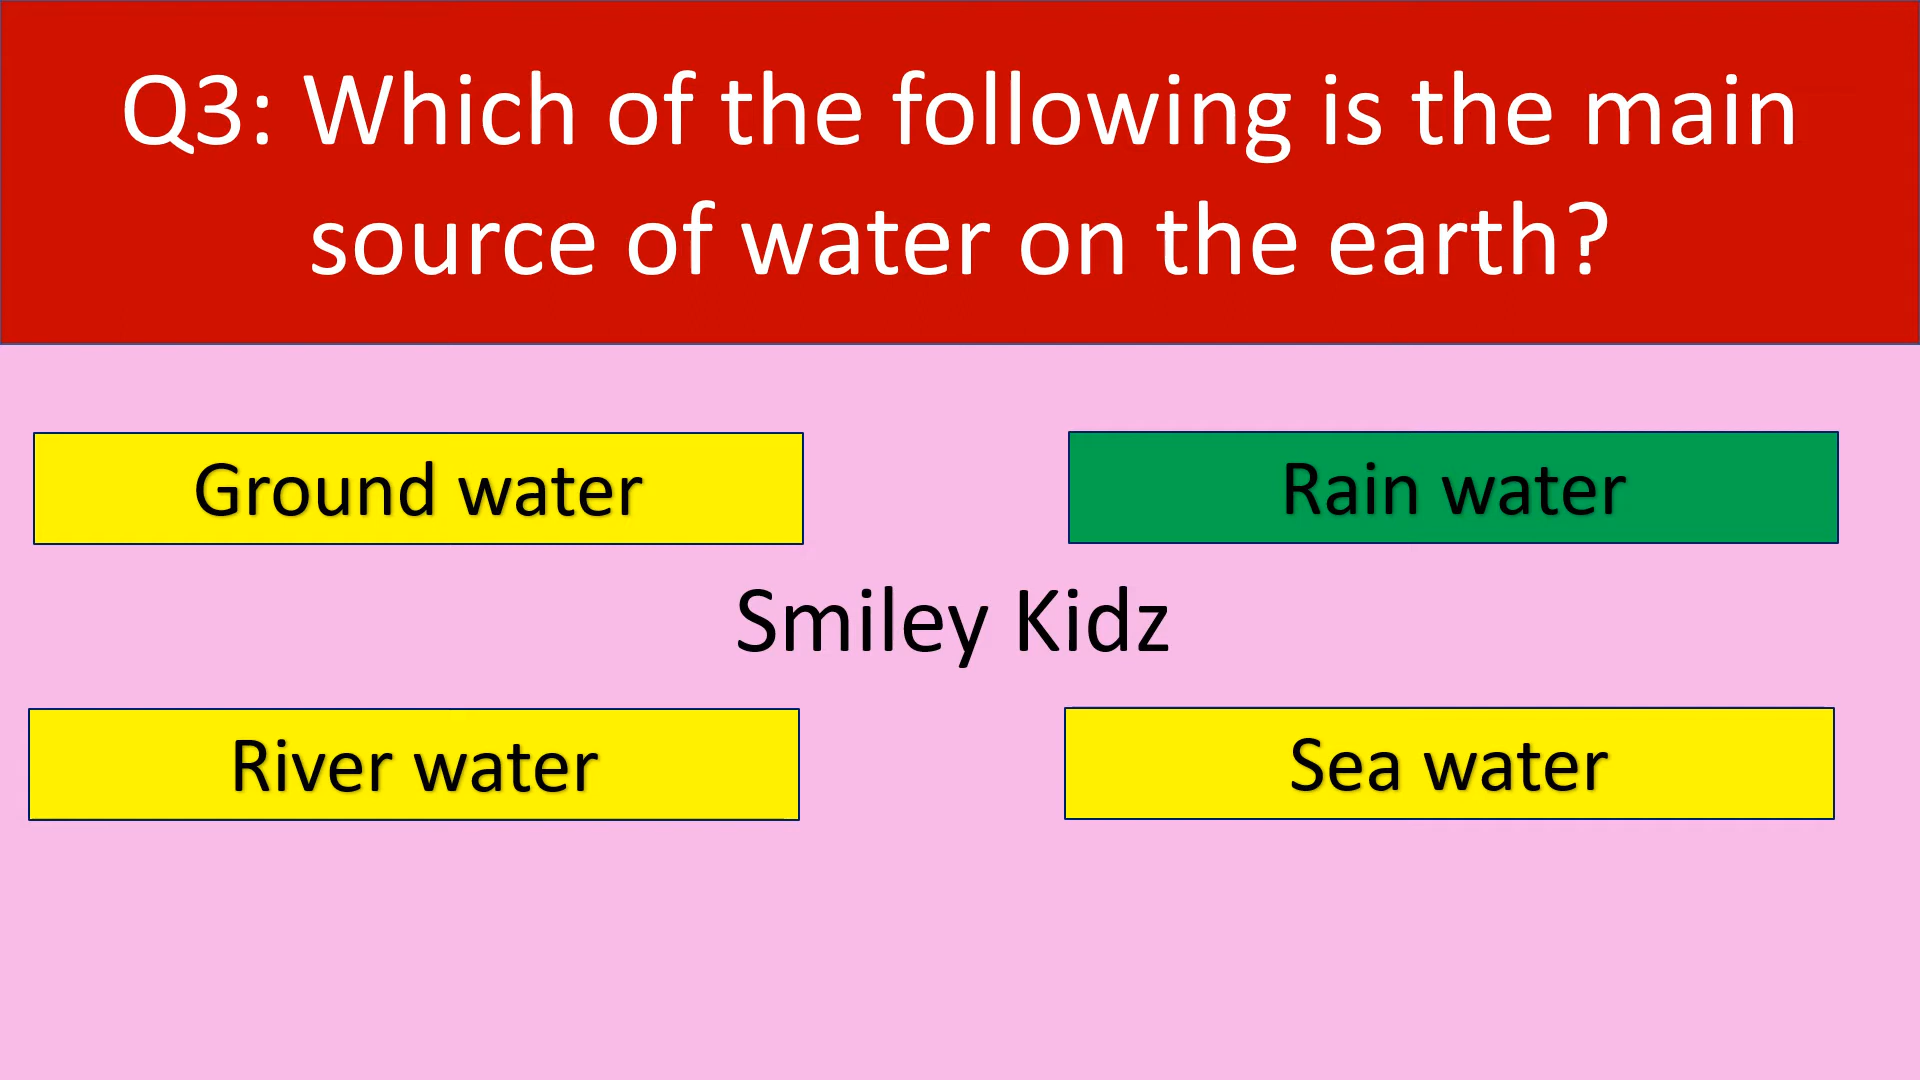 Q3: Which of the following is the main
source of water on the earth?
Ground water
Rain water
Smiley Kidz
River water
Sea water